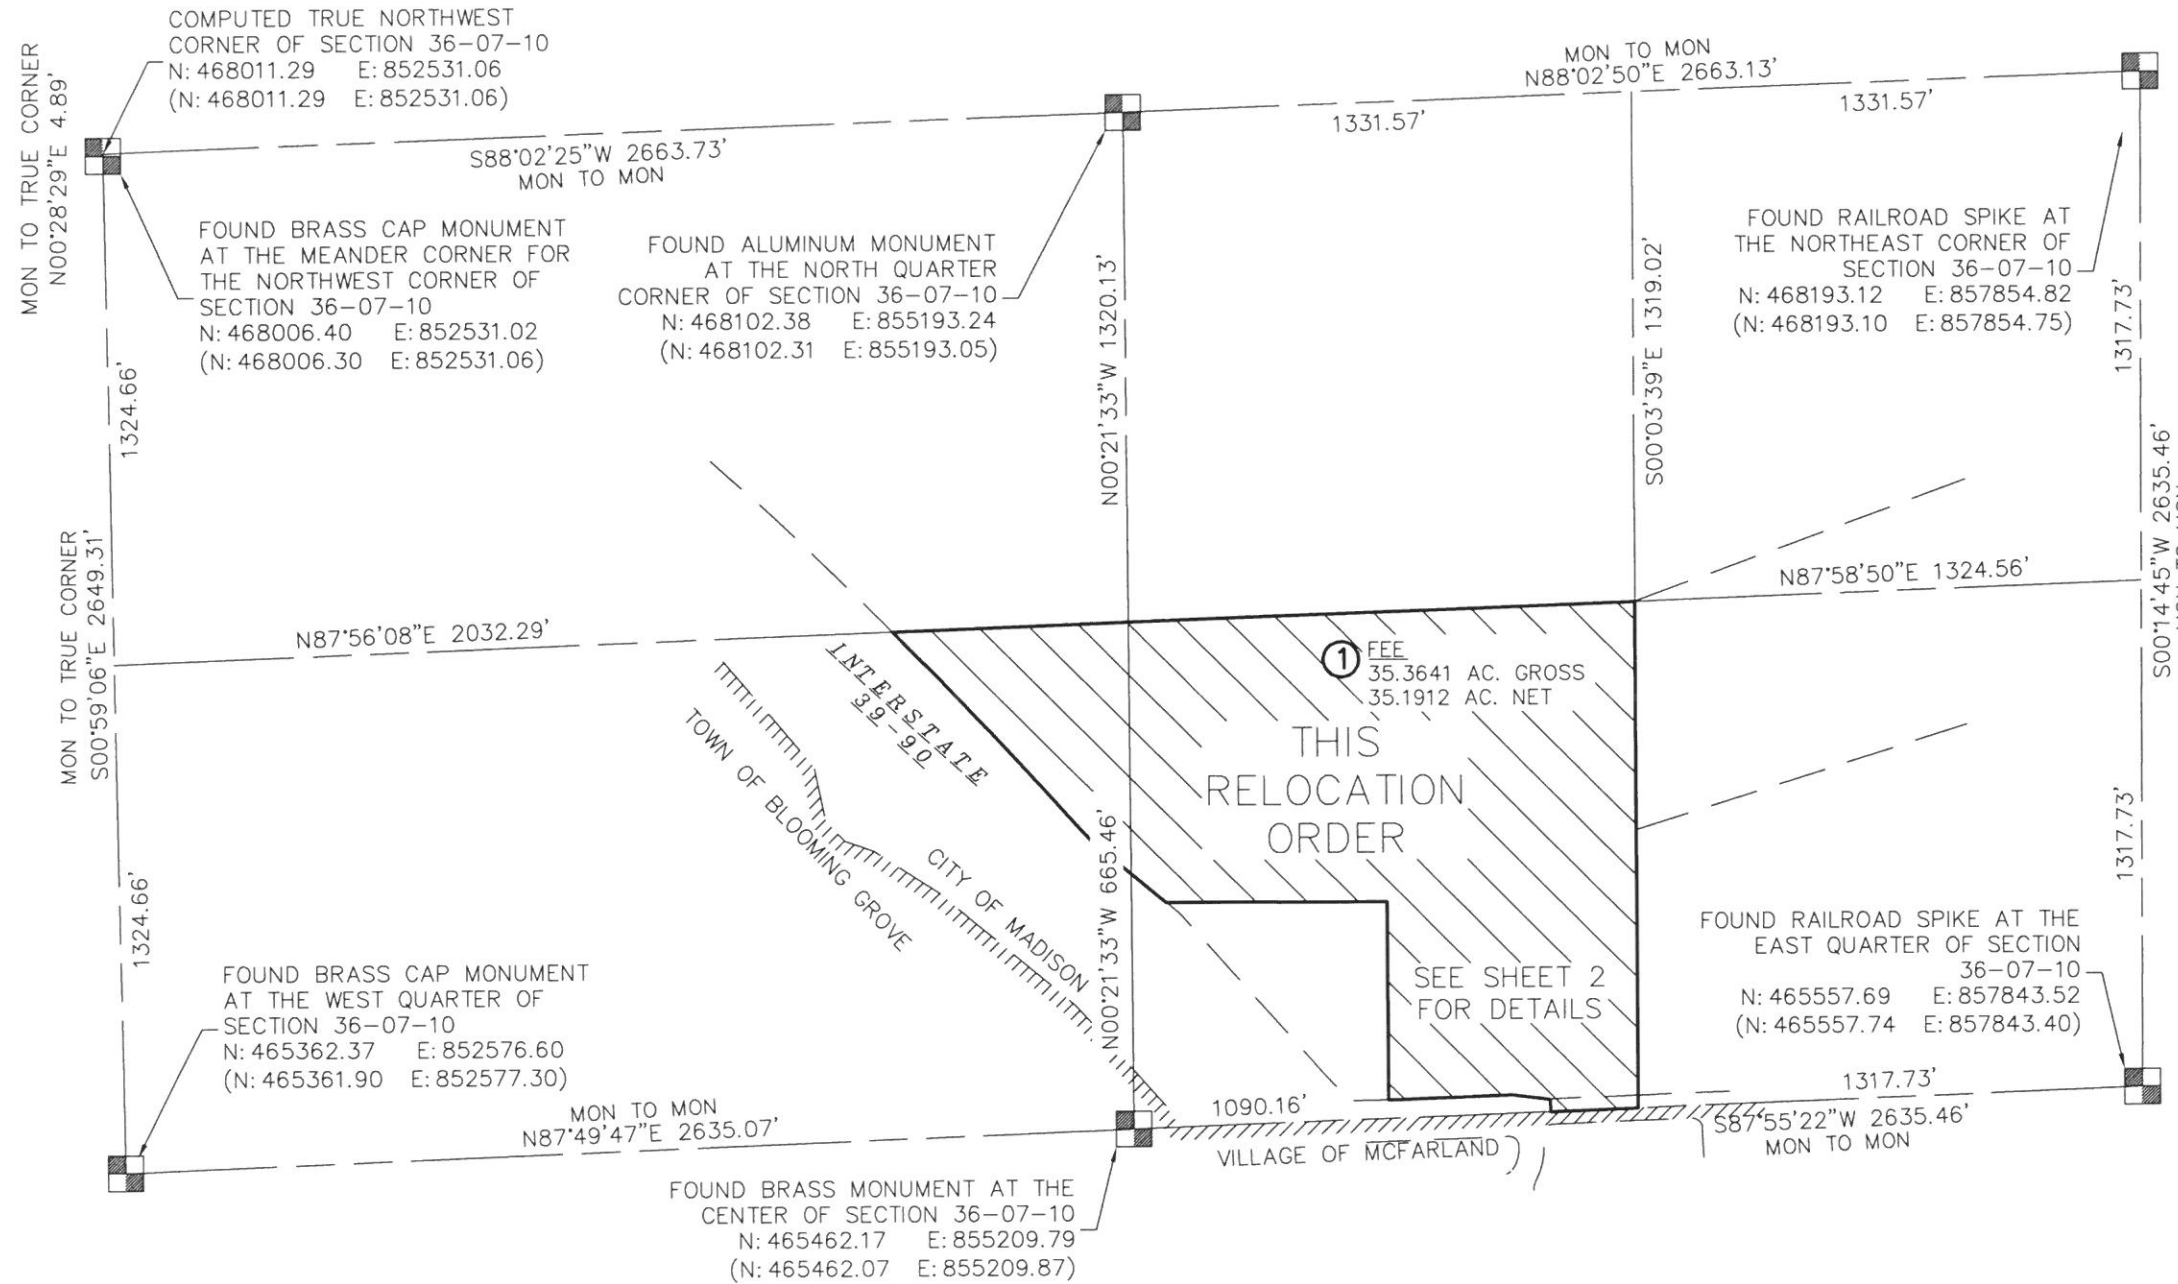 COMPUTED TRUE NORTHWEST
CORNER OF SECTION 36-07-10
N: 468011.29 E: 852531.06
(N: 468011.29 E: 852531.06)
MON TO TRUE CORNER
N00°28'29"E 4.89'
S88°02'25"W 2663.73'
MON TO MON
MON TO MON
N88°02'50"E 2663.13'
1331.57'
1331.57'
FOUND BRASS CAP MONUMENT
AT THE MEANDER CORNER FOR
THE NORTHWEST CORNER OF
SECTION 36-07-10
N: 468006.40 E: 852531.02
(N: 468006.30 E: 852531.06)
FOUND ALUMINUM MONUMENT
AT THE NORTH QUARTER
CORNER OF SECTION 36-07-10
N: 468102.38 E: 855193.24
(N: 468102.31 E: 855193.05)
FOUND RAILROAD SPIKE AT
THE NORTHEAST CORNER OF
SECTION 36-07-10
N: 468193.12 E: 857854.82
(N: 468193.10 E: 857854.75)
1324.66'
N00°21'33"W 1320.13'
S00°03'39"E 1319.02'
1317.73'
MON TO TRUE CORNER
S00°59'06"E 2649.31'
S00°14'45"W 2635.46'
N87°56'08"E 2032.29'
N87°58'50"E 1324.56'
INTERSTATE
39-90
1
FEE
35.3641 AC. GROSS
35.1912 AC. NET
THIS
RELOCATION
ORDER
TOWN OF BLOOMING GROVE
CITY OF MADISON
N00°21'33"W 665.46'
1324.66'
1317.73'
SEE SHEET 2
FOR DETAILS
FOUND RAILROAD SPIKE AT THE
EAST QUARTER OF SECTION
36-07-10
N: 465557.69 E: 857843.52
(N: 465557.74 E: 857843.40)
FOUND BRASS CAP MONUMENT
AT THE WEST QUARTER OF
SECTION 36-07-10
N: 465362.37 E: 852576.60
(N: 465361.90 E: 852577.30)
MON TO MON
N87°49'47"E 2635.07'
1090.16'
1317.73'
S87°55'22"W 2635.46'
MON TO MON
VILLAGE OF MCFARLAND
FOUND BRASS MONUMENT AT THE
CENTER OF SECTION 36-07-10
N: 465462.17 E: 855209.79
(N: 465462.07 E: 855209.87)